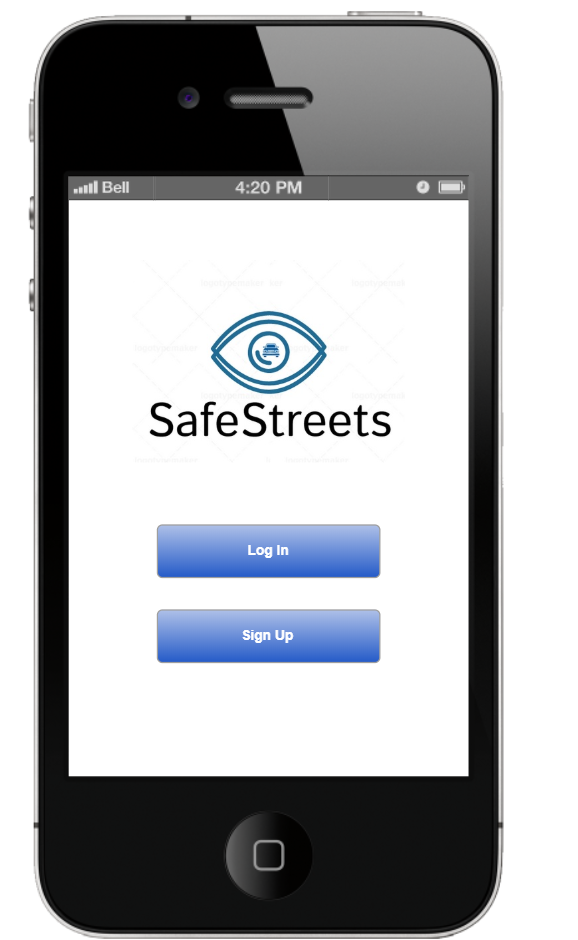 Bell 4:20 PM
SafeStreets
Log In
Sign Up